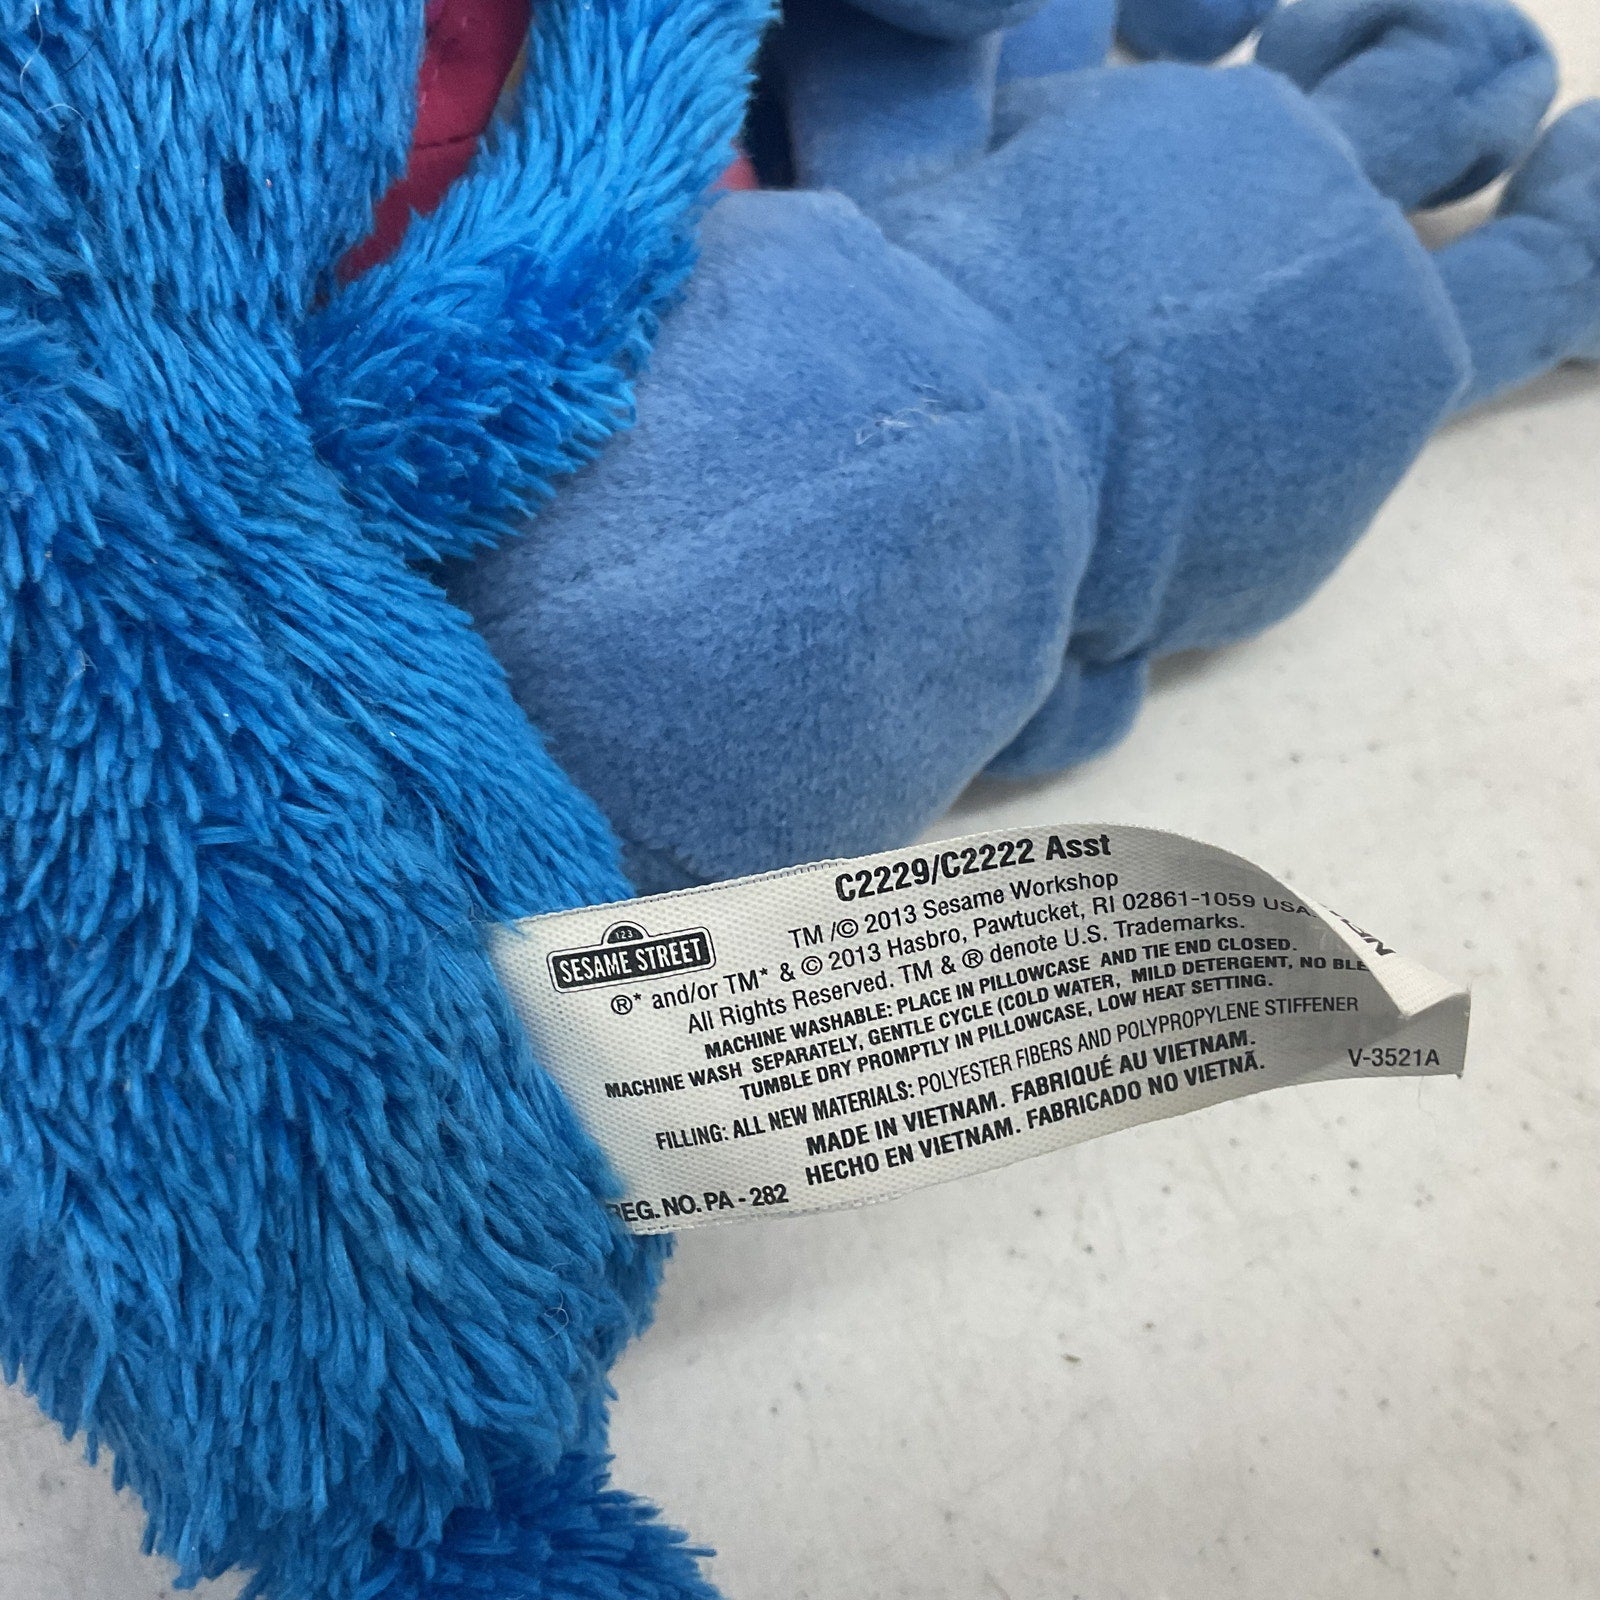 C2229/C2222 Asst
123
SESAME STREET
TM /© 2013 Sesame Workshop
®* and/or TM* & © 2013 Hasbro, Pawtucket, RI 02861-1059 USA.
All Rights Reserved. TM & ® denote U.S. Trademarks.
MACHINE WASHABLE: PLACE IN PILLOWCASE AND TIE END CLOSED.
MACHINE WASH SEPARATELY, GENTLE CYCLE (COLD WATER, MILD DETERGENT, NO BLE
TUMBLE DRY PROMPTLY IN PILLOWCASE, LOW HEAT SETTING.
FILLING: ALL NEW MATERIALS: POLYESTER FIBERS AND POLYPROPYLENE STIFFENER
MADE IN VIETNAM. FABRIQUÉ AU VIETNAM.
HECHO EN VIETNAM. FABRICADO NO VIETNÃ.
V-3521A
REG. NO. PA - 282